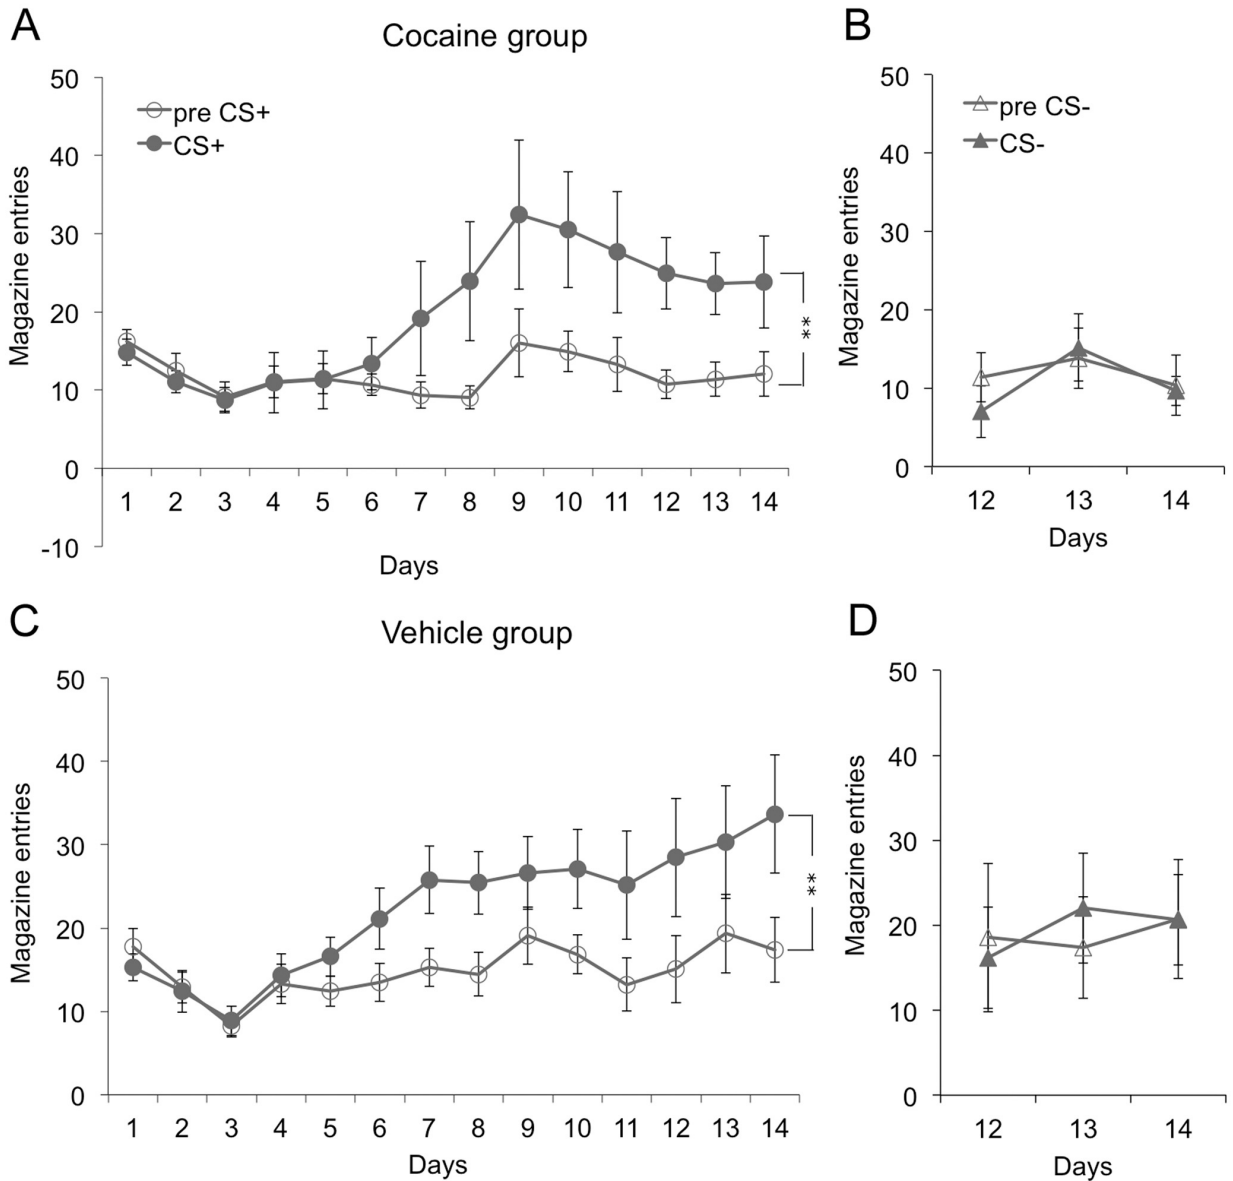 A
Cocaine group
50
40
30
20
10
0
-10
Magazine entries
pre CS+
CS+
**
1 2 3 4 5 6 7 8 9 10 11 12 13 14
Days
B
50
40
30
20
10
0
Magazine entries
pre CS-
CS-
12 13 14
Days
C
Vehicle group
50
40
30
20
10
0
Magazine entries
**
1 2 3 4 5 6 7 8 9 10 11 12 13 14
Days
D
50
40
30
20
10
0
Magazine entries
12 13 14
Days